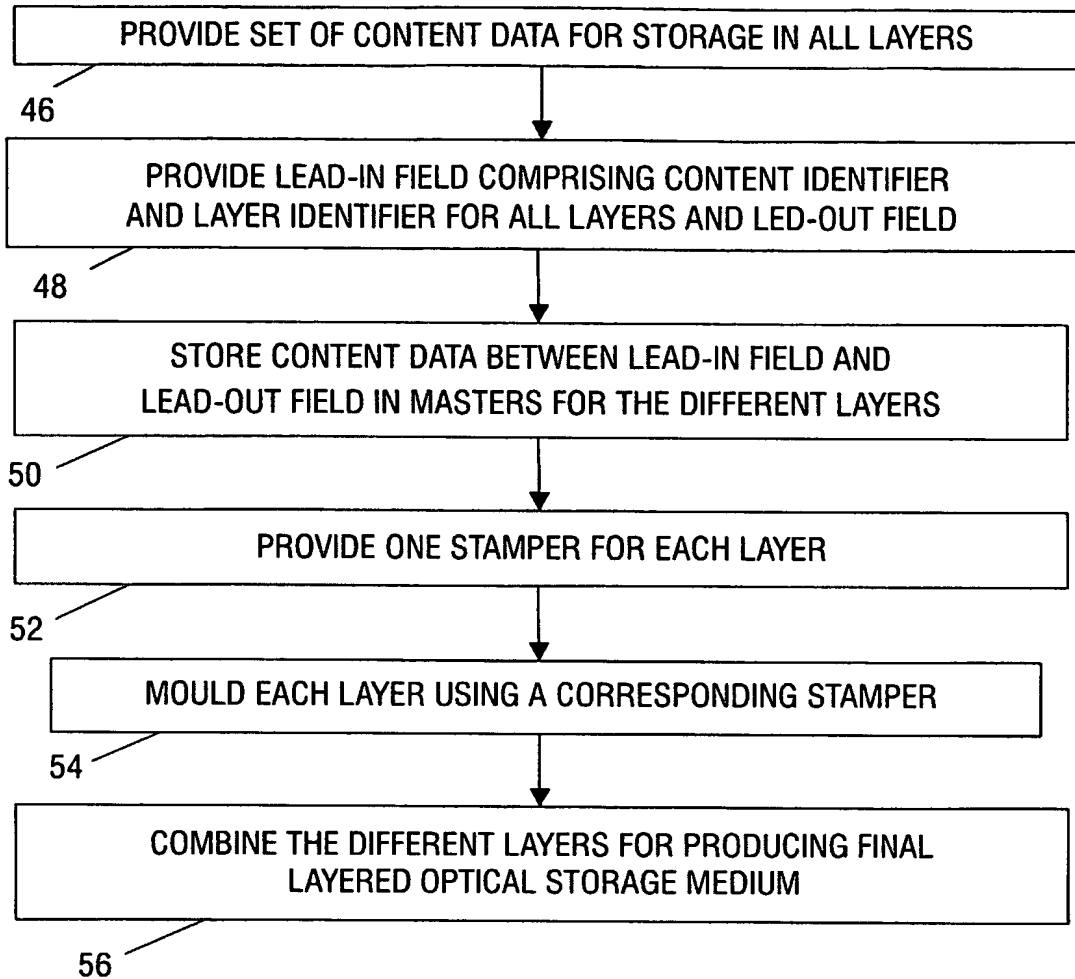 PROVIDE SET OF CONTENT DATA FOR STORAGE IN ALL LAYERS
46
PROVIDE LEAD-IN FIELD COMPRISING CONTENT IDENTIFIER
AND LAYER IDENTIFIER FOR ALL LAYERS AND LED-OUT FIELD
48
STORE CONTENT DATA BETWEEN LEAD-IN FIELD AND
LEAD-OUT FIELD IN MASTERS FOR THE DIFFERENT LAYERS
50
PROVIDE ONE STAMPER FOR EACH LAYER
52
MOULD EACH LAYER USING A CORRESPONDING STAMPER
54
COMBINE THE DIFFERENT LAYERS FOR PRODUCING FINAL
LAYERED OPTICAL STORAGE MEDIUM
56